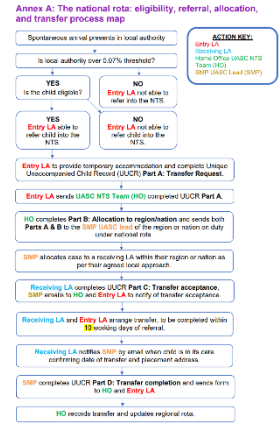 Annex A: The national rota: eligibility, referral, allocation,
and transfer process map
Spontaneous arrival presents in local authority
ACTION KEY:
Entry LA
Receiving LA
Home Office UASC NTS
Team (HO)
SMP UASC Lead (SMP)
Is local authority over 0.07% threshold?
YES
Is the child eligible?
NO
Entry LA not able to
refer into the NTS.
YES
Entry LA able to
refer child into the
NTS.
NO
Entry LA not able to
refer child into the
NTS.
Entry LA to provide temporary accommodation and complete Unique
Unaccompanied Child Record (UUCR) Part A: Transfer Request.
Entry LA sends UASC NTS Team (HO) completed UUCR Part A.
HO completes Part B: Allocation to region/nation and sends both
Parts A & B to the SMP UASC lead of the region or nation on duty
under national rota.
SMP allocates case to a receiving LA within their region or nation as
per their agreed local approach.
Receiving LA completes UUCR Part C: Transfer acceptance,
SMP emails to HO and Entry LA to notify of transfer acceptance.
Receiving LA and Entry LA arrange transfer, to be completed within
10 working days of referral.
Receiving LA notifies SMP by email when child is in its care
confirming date of transfer and placement address.
SMP completes UUCR Part D: Transfer completion and sends form
to HO and Entry LA.
HO records transfer and updates regional rota.